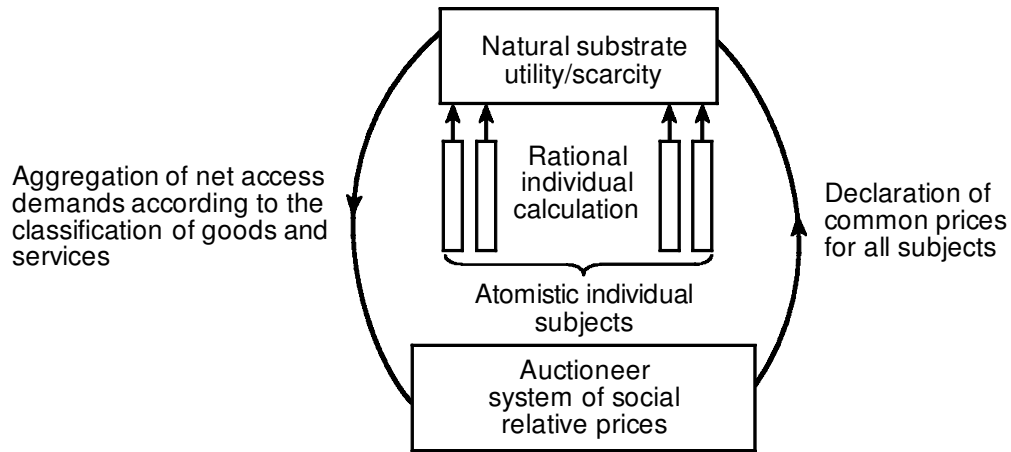 Natural substrate
utility/scarcity
Rational
individual
calculation
Aggregation of net access
demands according to the
classification of goods and
services
Declaration of
common prices
for all subjects
Atomistic individual
subjects
Auctioneer
system of social
relative prices